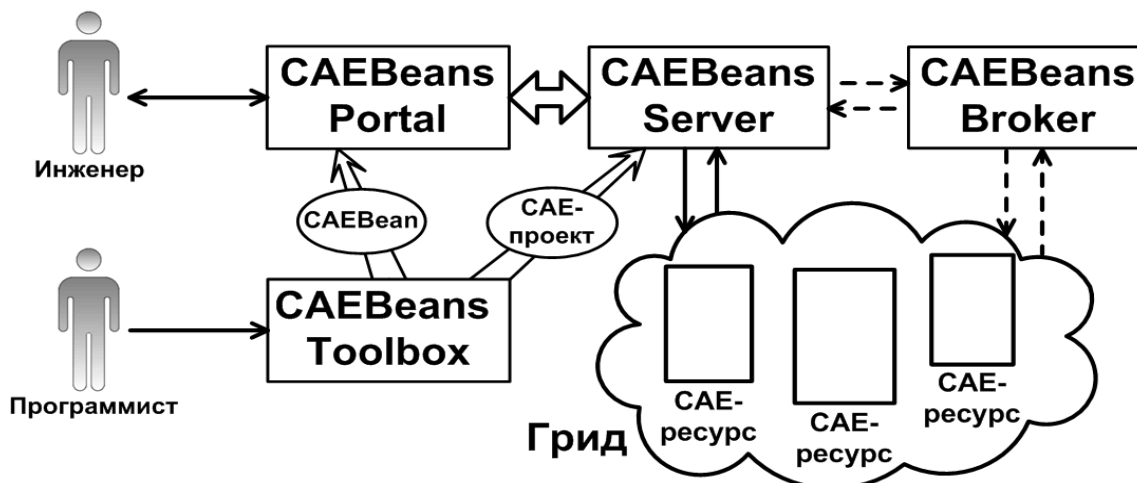 CAEBeans
Portal
CAEBeans
Server
CAEBeans
Broker
Инженер
CAEBean
CAE-
проект
CAEBeans
Toolbox
Программист
CAE-
ресурс
CAE-
ресурс
CAE-
ресурс
Грид